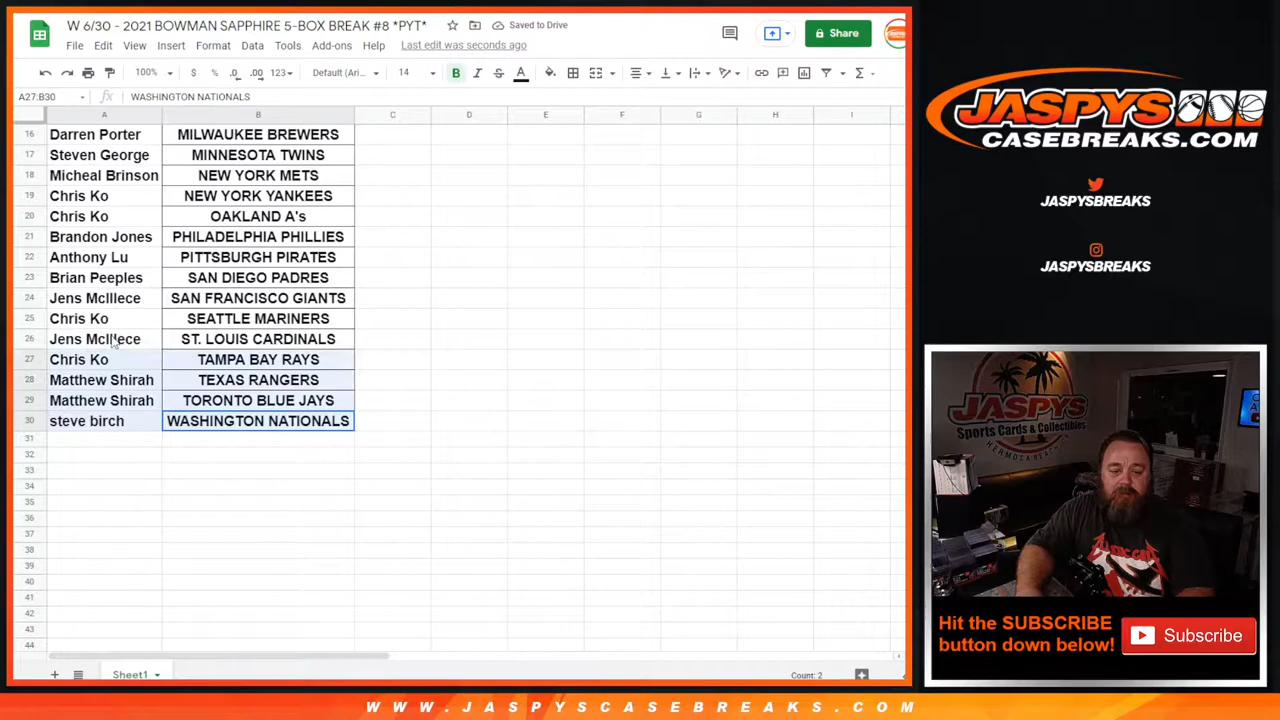 W 6/30 - 2021 BOWMAN SAPPHIRE 5-BOX BREAK #8 *PYT*
Saved to Drive
Share
File Edit View Insert Format Data Tools Add-ons Help Last edit was seconds ago
100% $ % .0 .00 123 Default (Ari... 14 B I S A
A27:B30 fx WASHINGTON NATIONALS
A B C D E F G H I
16 Darren Porter MILWAUKEE BREWERS
17 Steven George MINNESOTA TWINS
18 Micheal Brinson NEW YORK METS
19 Chris Ko NEW YORK YANKEES
20 Chris Ko OAKLAND A's
21 Brandon Jones PHILADELPHIA PHILLIES
22 Anthony Lu PITTSBURGH PIRATES
23 Brian Peeples SAN DIEGO PADRES
24 Jens McIllece SAN FRANCISCO GIANTS
25 Chris Ko SEATTLE MARINERS
26 Jens McIllece ST. LOUIS CARDINALS
27 Chris Ko TAMPA BAY RAYS
28 Matthew Shirah TEXAS RANGERS
29 Matthew Shirah TORONTO BLUE JAYS
30 steve birch WASHINGTON NATIONALS
31
32
33
34
35
36
37
38
39
40
41
42
43
44
Sheet1
Count: 2
JASPYS
CASEBREAKS.COM
JASPYSBREAKS
JASPYSBREAKS
JASPYS
Sports Cards & Collectibles
HERMOSA BEACH
Hit the SUBSCRIBE
button down below!
Subscribe
WWW.JASPYSCASEBREAKS.COM